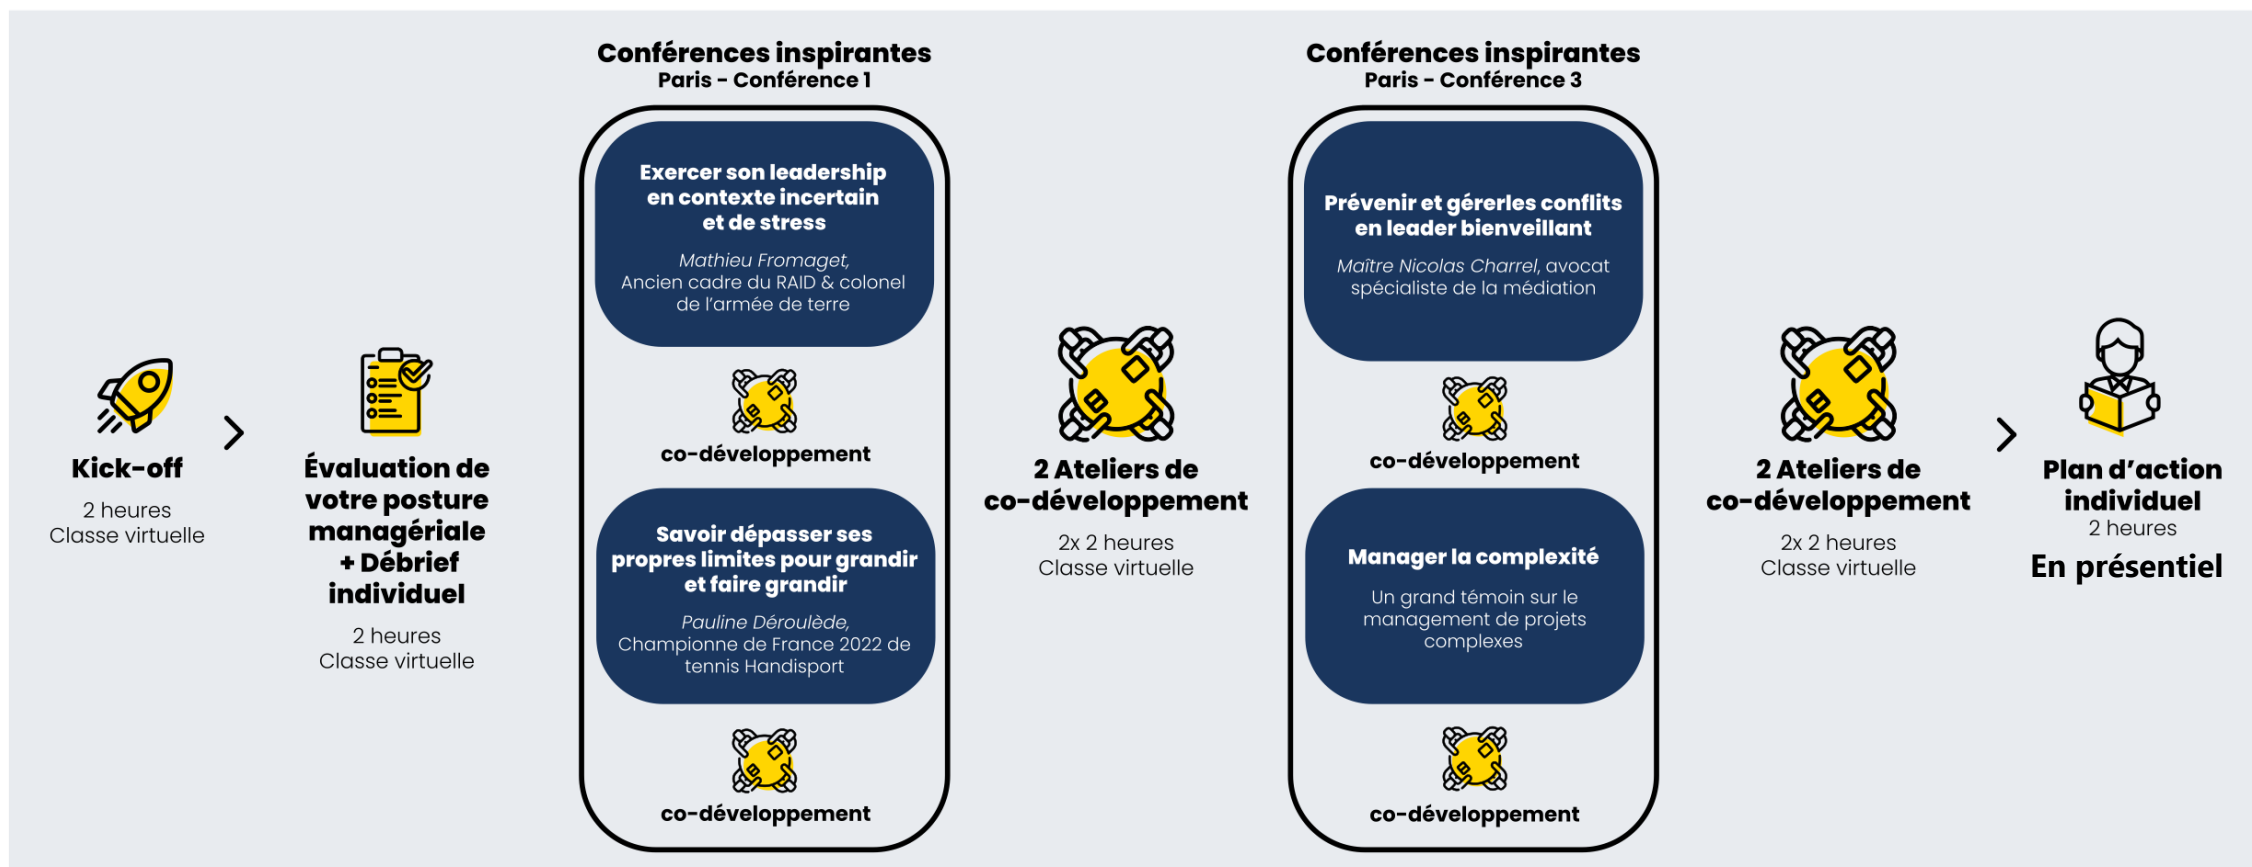 Kick-off
2 heures
Classe virtuelle
Évaluation de
votre posture
managériale
+ Débrief
individuel
2 heures
Classe virtuelle
Conférences inspirantes
Paris - Conférence 1
Exercer son leadership
en contexte incertain
et de stress
Mathieu Fromaget,
Ancien cadre du RAID & colonel
de l'armée de terre
co-développement
Savoir dépasser ses
propres limites pour grandir
et faire grandir
Pauline Déroulède,
Championne de France 2022 de
tennis Handisport
co-développement
2 Ateliers de
co-développement
2x 2 heures
Classe virtuelle
Conférences inspirantes
Paris - Conférence 3
Prévenir et gérerles conflits
en leader bienveillant
Maître Nicolas Charrel, avocat
spécialiste de la médiation
co-développement
Manager la complexité
Un grand témoin sur le
management de projets
complexes
co-développement
2 Ateliers de
co-développement
2x 2 heures
Classe virtuelle
Plan d'action
individuel
2 heures
En présentiel